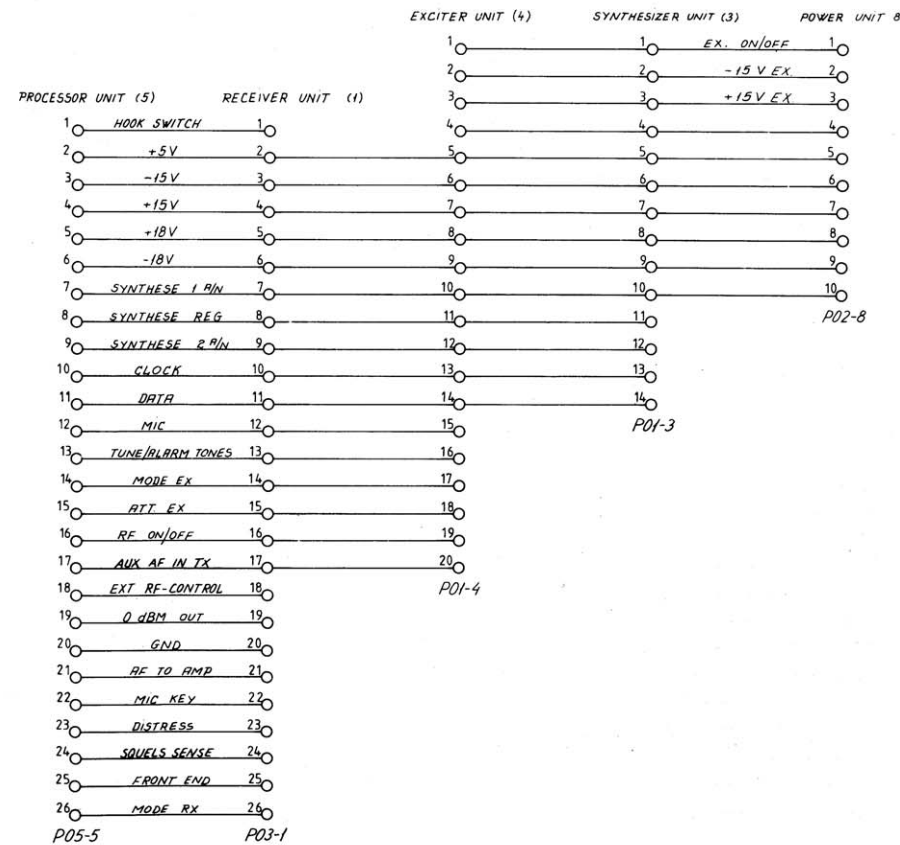 EXCITER UNIT (4) SYNTHESIZER UNIT (3) POWER UNIT 8
1 1 EX. ON/OFF 1
2 2 -15 V EX. 2
3 3 +15 V EX 3
PROCESSOR UNIT (5) RECEIVER UNIT (1)
4 4 4
1 HOOK SWITCH 1
2 +5V 2 5 5 5
3 -15 V 3 6 6 6
4 +15 V 4 7 7 7
5 +18V 5 8 8 8
6 -18V 6 9 9 9
7 SYNTHESE 1 R/N 7 10 10 10
8 SYNTHESE REG 8 11 11
P02-8
9 SYNTHESE 2 R/N 9 12 12
10 CLOCK 10 13 13
11 DATA 11 14 14
12 MIC 12 15
P01-3
13 TUNE/ALARM TONES 13 16
14 MODE EX 14 17
15 ATT. EX 15 18
16 RF ON/OFF 16 19
17 AUX AF IN TX 17 20
18 EXT RF-CONTROL 18
P01-4
19 0 dBM OUT 19
20 GND 20
21 AF TO AMP 21
22 MIC KEY 22
23 DISTRESS 23
24 SQUELS SENSE 24
25 FRONT END 25
26 MODE RX 26
P05-5 P03-1